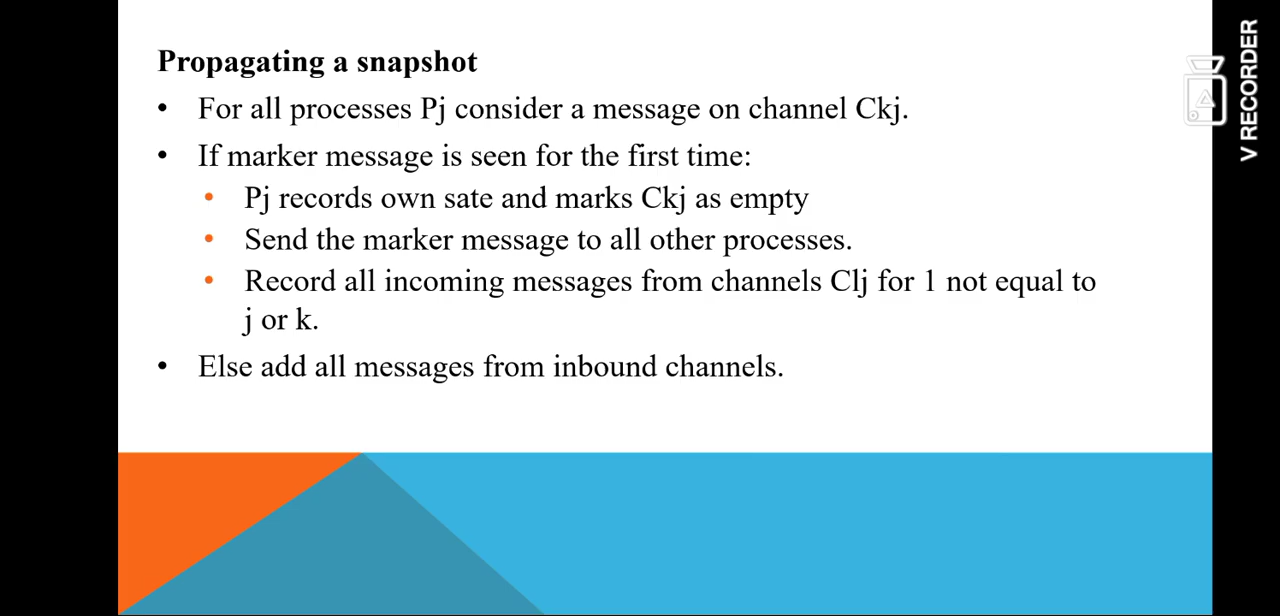 Propagating a snapshot
• For all processes Pj consider a message on channel Ckj.
• If marker message is seen for the first time:
• Pj records own sate and marks Ckj as empty
• Send the marker message to all other processes.
• Record all incoming messages from channels Clj for 1 not equal to
j or k.
• Else add all messages from inbound channels.
V RECORDER